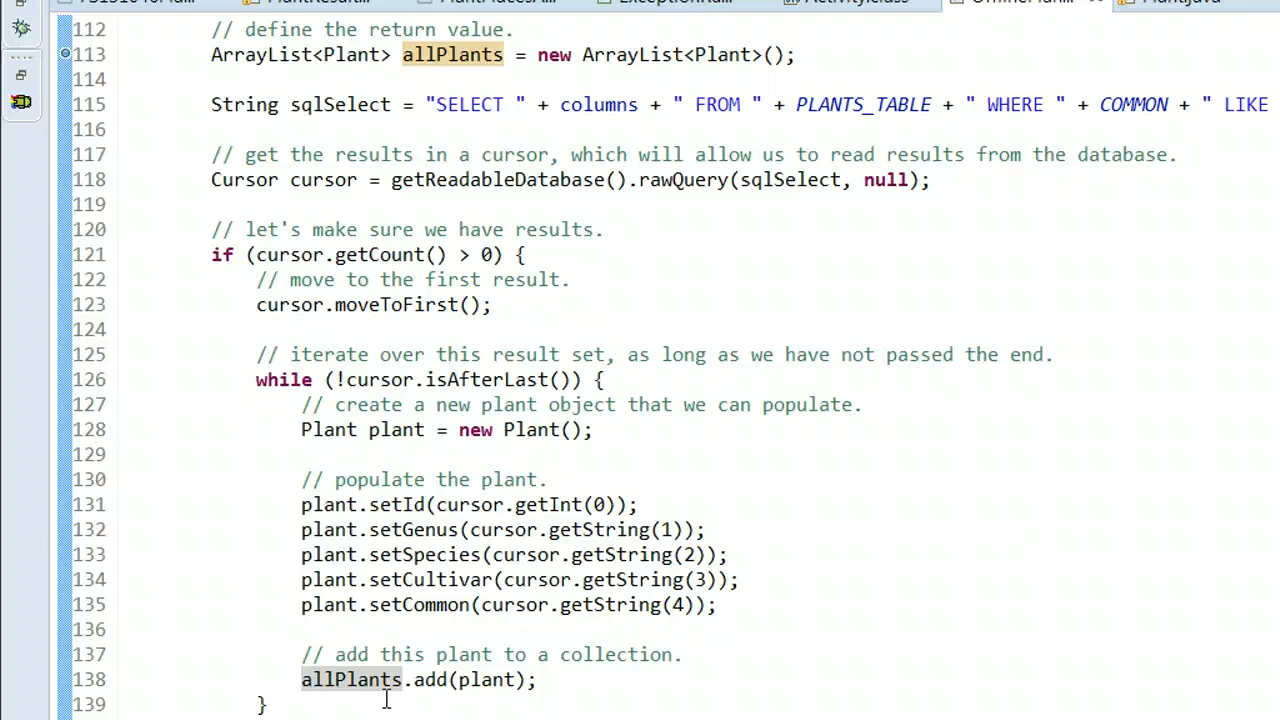 112 // define the return value.
113 ArrayList<Plant> allPlants = new ArrayList<Plant>();
114
115 String sqlSelect = "SELECT " + columns + " FROM " + PLANTS_TABLE + " WHERE " + COMMON + " LIKE
116
117 // get the results in a cursor, which will allow us to read results from the database.
118 Cursor cursor = getReadableDatabase().rawQuery(sqlSelect, null);
119
120 // let's make sure we have results.
121 if (cursor.getCount() > 0) {
122 // move to the first result.
123 cursor.moveToFirst();
124
125 // iterate over this result set, as long as we have not passed the end.
126 while (!cursor.isAfterLast()) {
127 // create a new plant object that we can populate.
128 Plant plant = new Plant();
129
130 // populate the plant.
131 plant.setId(cursor.getInt(0));
132 plant.setGenus(cursor.getString(1));
133 plant.setSpecies(cursor.getString(2));
134 plant.setCultivar(cursor.getString(3));
135 plant.setCommon(cursor.getString(4));
136
137 // add this plant to a collection.
138 allPlants.add(plant);
139 }